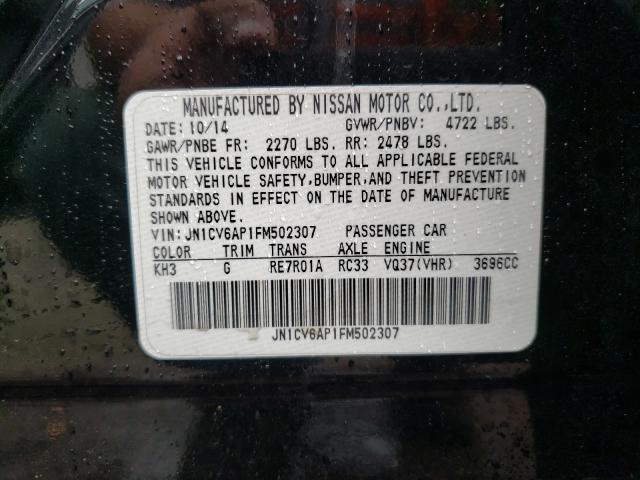 MANUFACTURED BY NISSAN MOTOR CO.,LTD.
DATE: 10/14 GVWR/PNBV: 4722 LBS.
GAWR/PNBE FR: 2270 LBS. RR: 2478 LBS.
THIS VEHICLE CONFORMS TO ALL APPLICABLE FEDERAL
MOTOR VEHICLE SAFETY,BUMPER,AND THEFT PREVENTION
STANDARDS IN EFFECT ON THE DATE OF MANUFACTURE
SHOWN ABOVE.
VIN: JN1CV6AP1FM502307 PASSENGER CAR
COLOR TRIM TRANS AXLE ENGINE
KH3 G RE7R01A RC33 VQ37(VHR) 3696CC
JN1CV6AP1FM502307